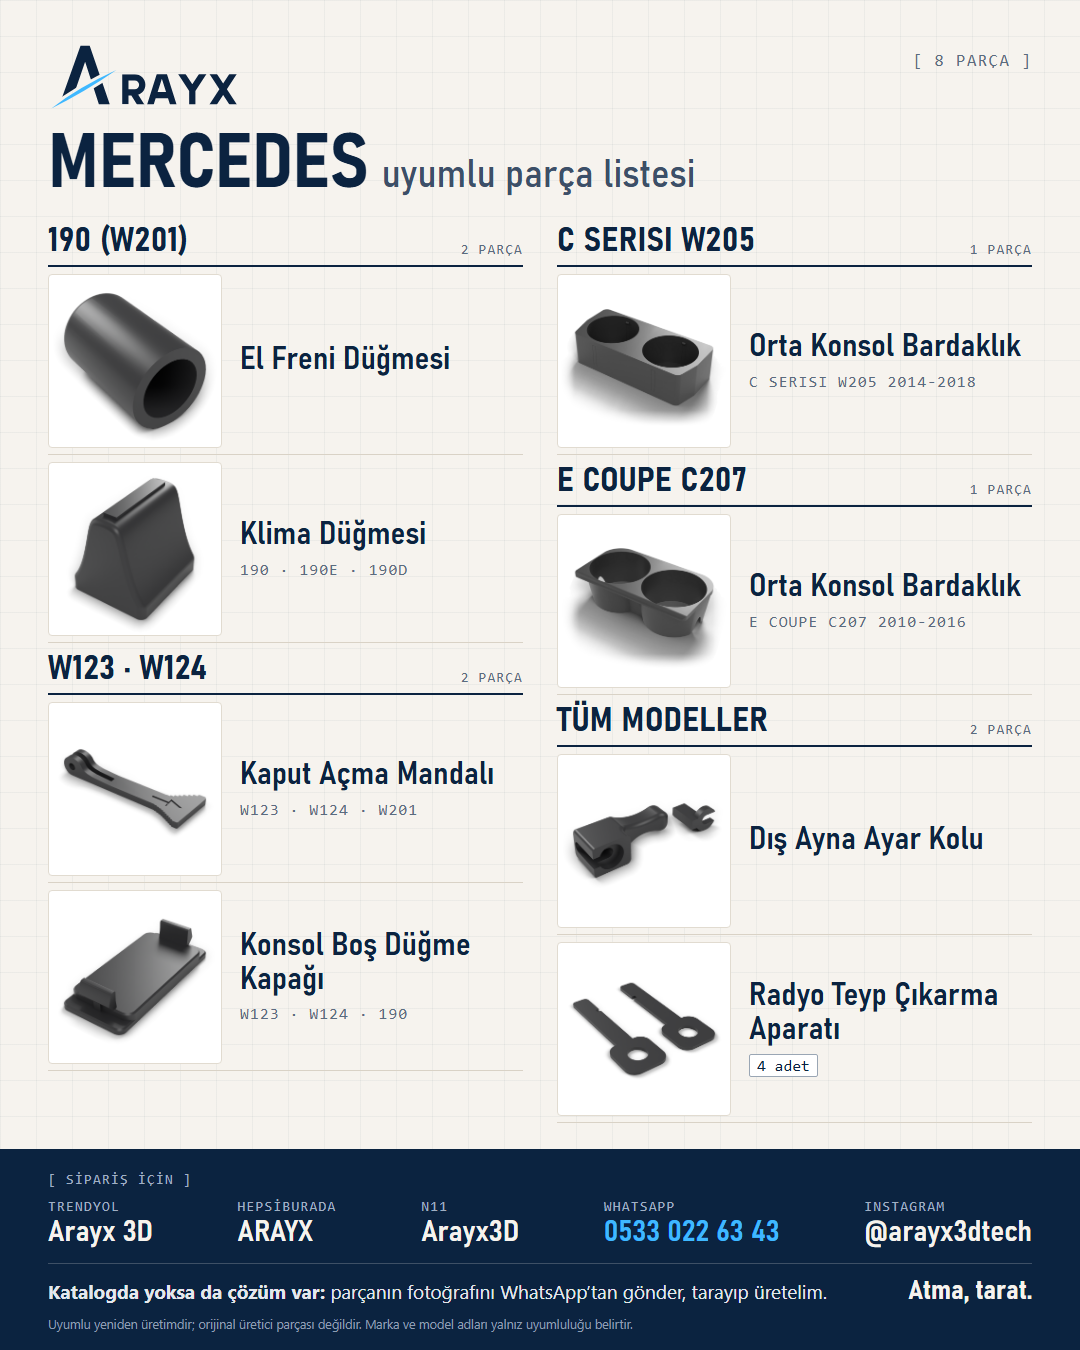 ARAYX
[ 8 PARÇA ]
MERCEDES uyumlu parça listesi
190 (W201)
2 PARÇA
El Freni Düğmesi
Klima Düğmesi
190 · 190E · 190D
W123 · W124
2 PARÇA
Kaput Açma Mandalı
W123 · W124 · W201
Konsol Boş Düğme
Kapağı
W123 · W124 · 190
C SERISI W205
1 PARÇA
Orta Konsol Bardaklık
C SERISI W205 2014-2018
E COUPE C207
1 PARÇA
Orta Konsol Bardaklık
E COUPE C207 2010-2016
TÜM MODELLER
2 PARÇA
Dış Ayna Ayar Kolu
Radyo Teyp Çıkarma
Aparatı
4 adet
[ SİPARİŞ İÇİN ]
TRENDYOL
Arayx 3D
HEPSİBURADA
ARAYX
N11
Arayx3D
WHATSAPP
0533 022 63 43
INSTAGRAM
@arayx3dtech
Katalogda yoksa da çözüm var: parçanın fotoğrafını WhatsApp'tan gönder, tarayıp üretelim.
Atma, tarat.
Uyumlu yeniden üretimdir; orijinal üretici parçası değildir. Marka ve model adları yalnız uyumluluğu belirtir.